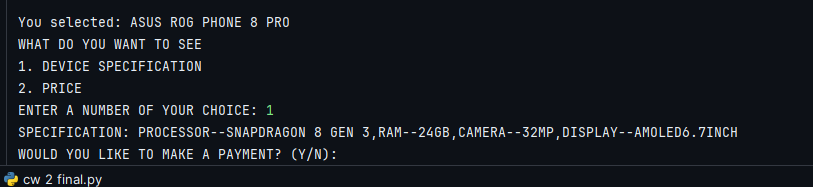 You selected: ASUS ROG PHONE 8 PRO
WHAT DO YOU WANT TO SEE
1. DEVICE SPECIFICATION
2. PRICE
ENTER A NUMBER OF YOUR CHOICE: 1
SPECIFICATION: PROCESSOR--SNAPDRAGON 8 GEN 3,RAM--24GB,CAMERA--32MP,DISPLAY--AMOLED6.7INCH
WOULD YOU LIKE TO MAKE A PAYMENT? (Y/N):
cw 2 final.py